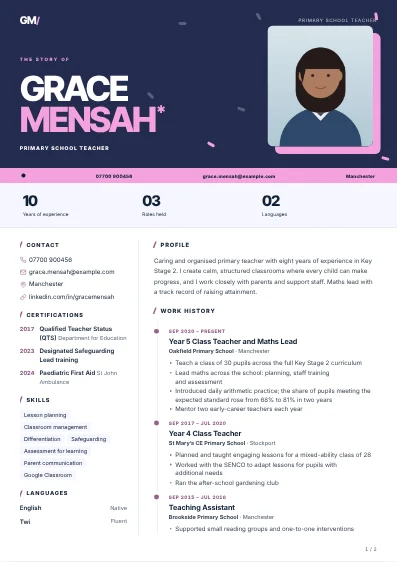 GM/
PRIMARY SCHOOL TEACHER
THE STORY OF
GRACE
MENSAH*
PRIMARY SCHOOL TEACHER
07700 900456
grace.mensah@example.com
Manchester
10
Years of experience
03
Roles held
02
Languages
CONTACT
07700 900456
grace.mensah@example.com
Manchester
linkedin.com/in/gracemensah
CERTIFICATIONS
2017 Qualified Teacher Status
(QTS) Department for Education
2023 Designated Safeguarding
Lead training
2024 Paediatric First Aid St John
Ambulance
SKILLS
Lesson planning
Classroom management
Differentiation Safeguarding
Assessment for learning
Parent communication
Google Classroom
LANGUAGES
English Native
Twi Fluent
PROFILE
Caring and organised primary teacher with eight years of experience in Key
Stage 2. I create calm, structured classrooms where every child can make
progress, and I work closely with parents and support staff. Maths lead with
a track record of raising attainment.
WORK HISTORY
SEP 2020 – PRESENT
Year 5 Class Teacher and Maths Lead
Oakfield Primary School · Manchester
• Teach a class of 30 pupils across the full Key Stage 2 curriculum
• Lead maths across the school: planning, staff training
and assessment
• Introduced daily arithmetic practice; the share of pupils meeting the
expected standard rose from 68% to 81% in two years
• Mentor two early-career teachers each year
SEP 2017 – JUL 2020
Year 4 Class Teacher
St Mary's CE Primary School · Stockport
• Planned and taught engaging lessons for a mixed-ability class of 28
• Worked with the SENCO to adapt lessons for pupils with
additional needs
• Ran the after-school gardening club
SEP 2015 – JUL 2016
Teaching Assistant
Brookside Primary School · Manchester
• Supported small reading groups and one-to-one interventions
1 / 2